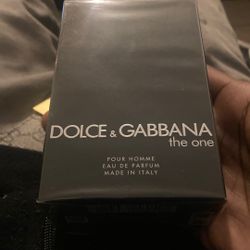 DOLCE & GABBANA
the one
POUR HOMME
EAU DE PARFUM
MADE IN ITALY